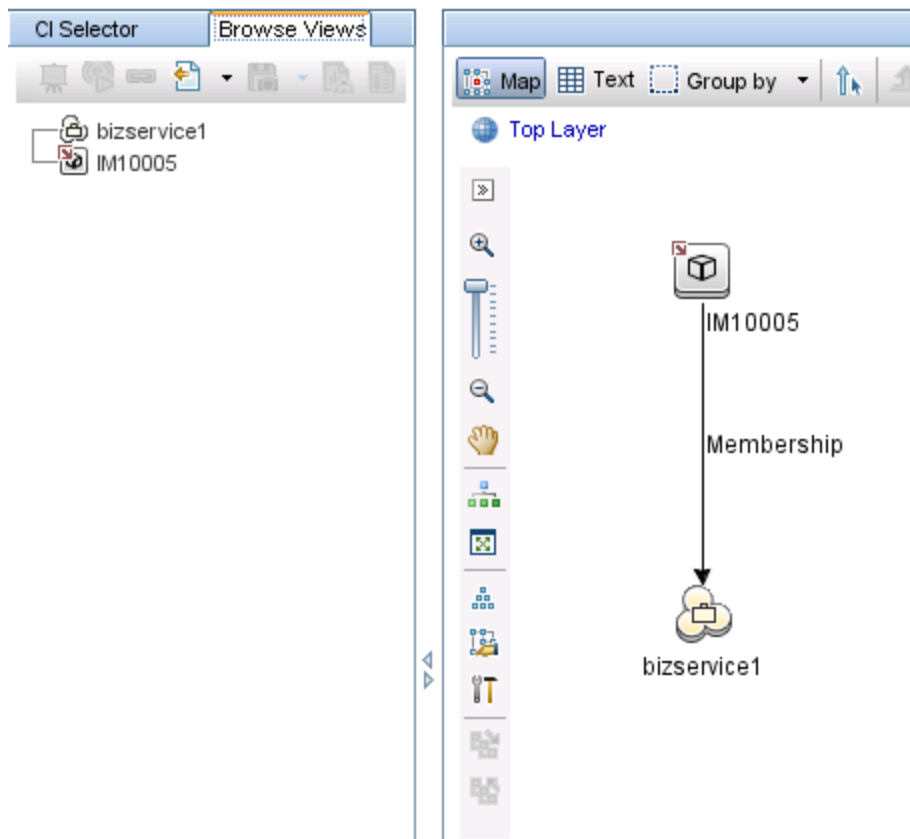 CI Selector
Browse Views
bizservice1
IM10005
Map
Text
Group by
Top Layer
IM10005
Membership
bizservice1